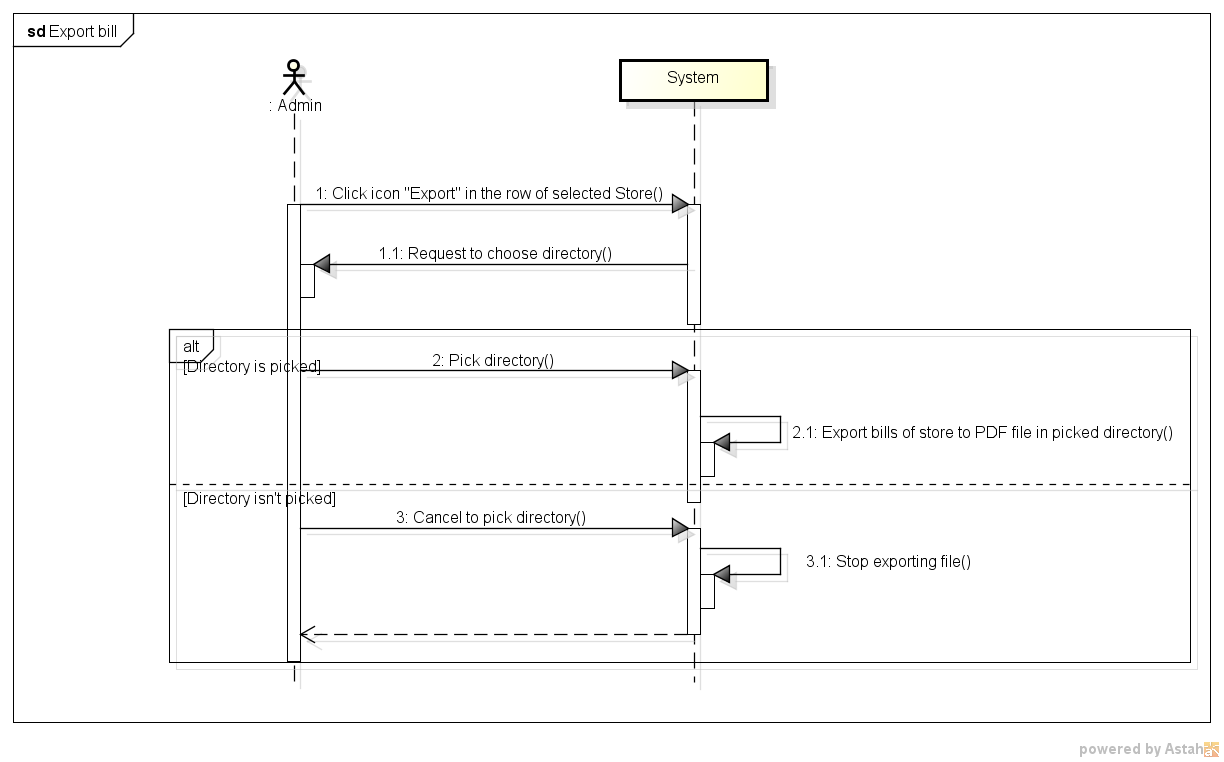 sd Export bill
: Admin
System
1: Click icon "Export" in the row of selected Store()
1.1: Request to choose directory()
alt
[Directory is picked]
2: Pick directory()
2.1: Export bills of store to PDF file in picked directory()
[Directory isn't picked]
3: Cancel to pick directory()
3.1: Stop exporting file()
powered by Astah